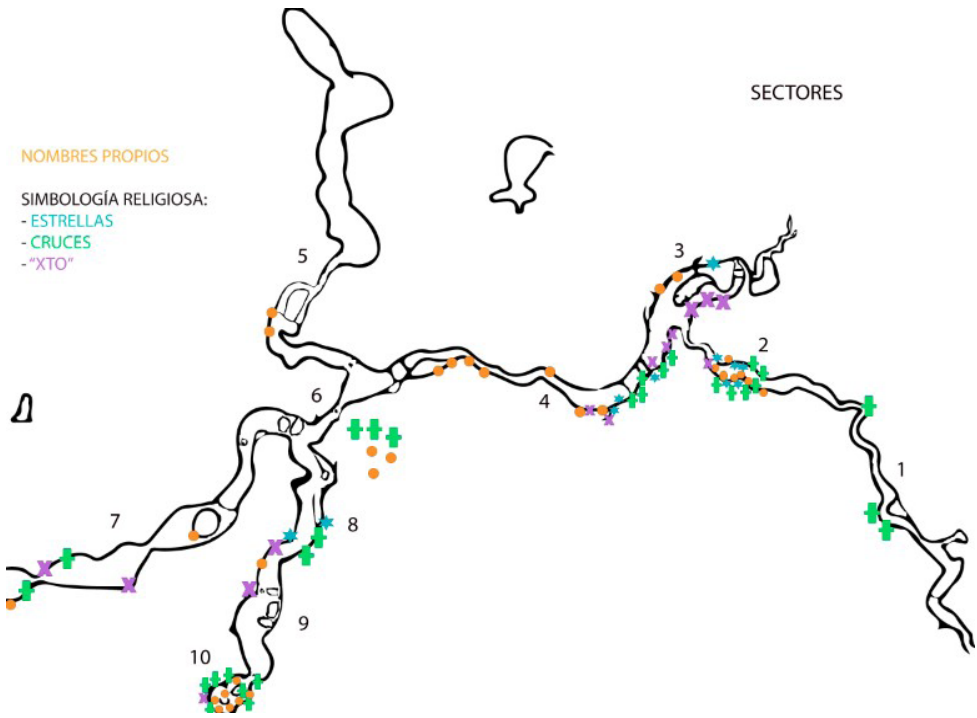 SECTORES
NOMBRES PROPIOS
SIMBOLOGÍA RELIGIOSA:
- ESTRELLAS
- CRUCES
- "XTO"
3
5
2
6
4
1
7
8
9
10